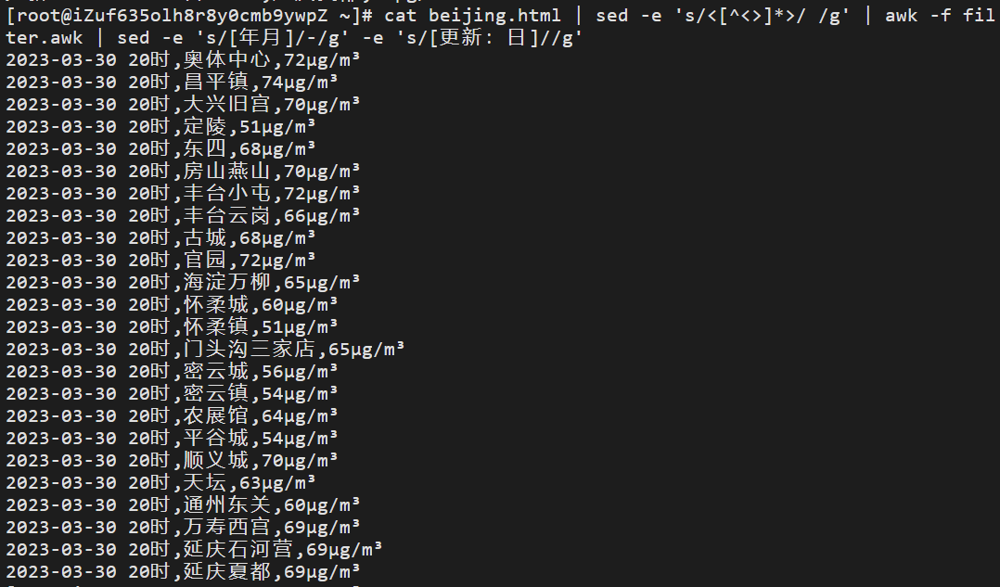 [root@iZuf635olh8r8y0cmb9ywpZ ~]# cat beijing.html | sed -e 's/<[^<>]*>/ /g' | awk -f fil
ter.awk | sed -e 's/[年月]/-/g' -e 's/[更新：日]//g'
2023-03-30 20时,奥体中心,72μg/m³
2023-03-30 20时,昌平镇,74μg/m³
2023-03-30 20时,大兴旧宫,70μg/m³
2023-03-30 20时,定陵,51μg/m³
2023-03-30 20时,东四,68μg/m³
2023-03-30 20时,房山燕山,70μg/m³
2023-03-30 20时,丰台小屯,72μg/m³
2023-03-30 20时,丰台云岗,66μg/m³
2023-03-30 20时,古城,68μg/m³
2023-03-30 20时,官园,72μg/m³
2023-03-30 20时,海淀万柳,65μg/m³
2023-03-30 20时,怀柔城,60μg/m³
2023-03-30 20时,怀柔镇,51μg/m³
2023-03-30 20时,门头沟三家店,65μg/m³
2023-03-30 20时,密云城,56μg/m³
2023-03-30 20时,密云镇,54μg/m³
2023-03-30 20时,农展馆,64μg/m³
2023-03-30 20时,平谷城,54μg/m³
2023-03-30 20时,顺义城,70μg/m³
2023-03-30 20时,天坛,63μg/m³
2023-03-30 20时,通州东关,60μg/m³
2023-03-30 20时,万寿西宫,69μg/m³
2023-03-30 20时,延庆石河营,69μg/m³
2023-03-30 20时,延庆夏都,69μg/m³